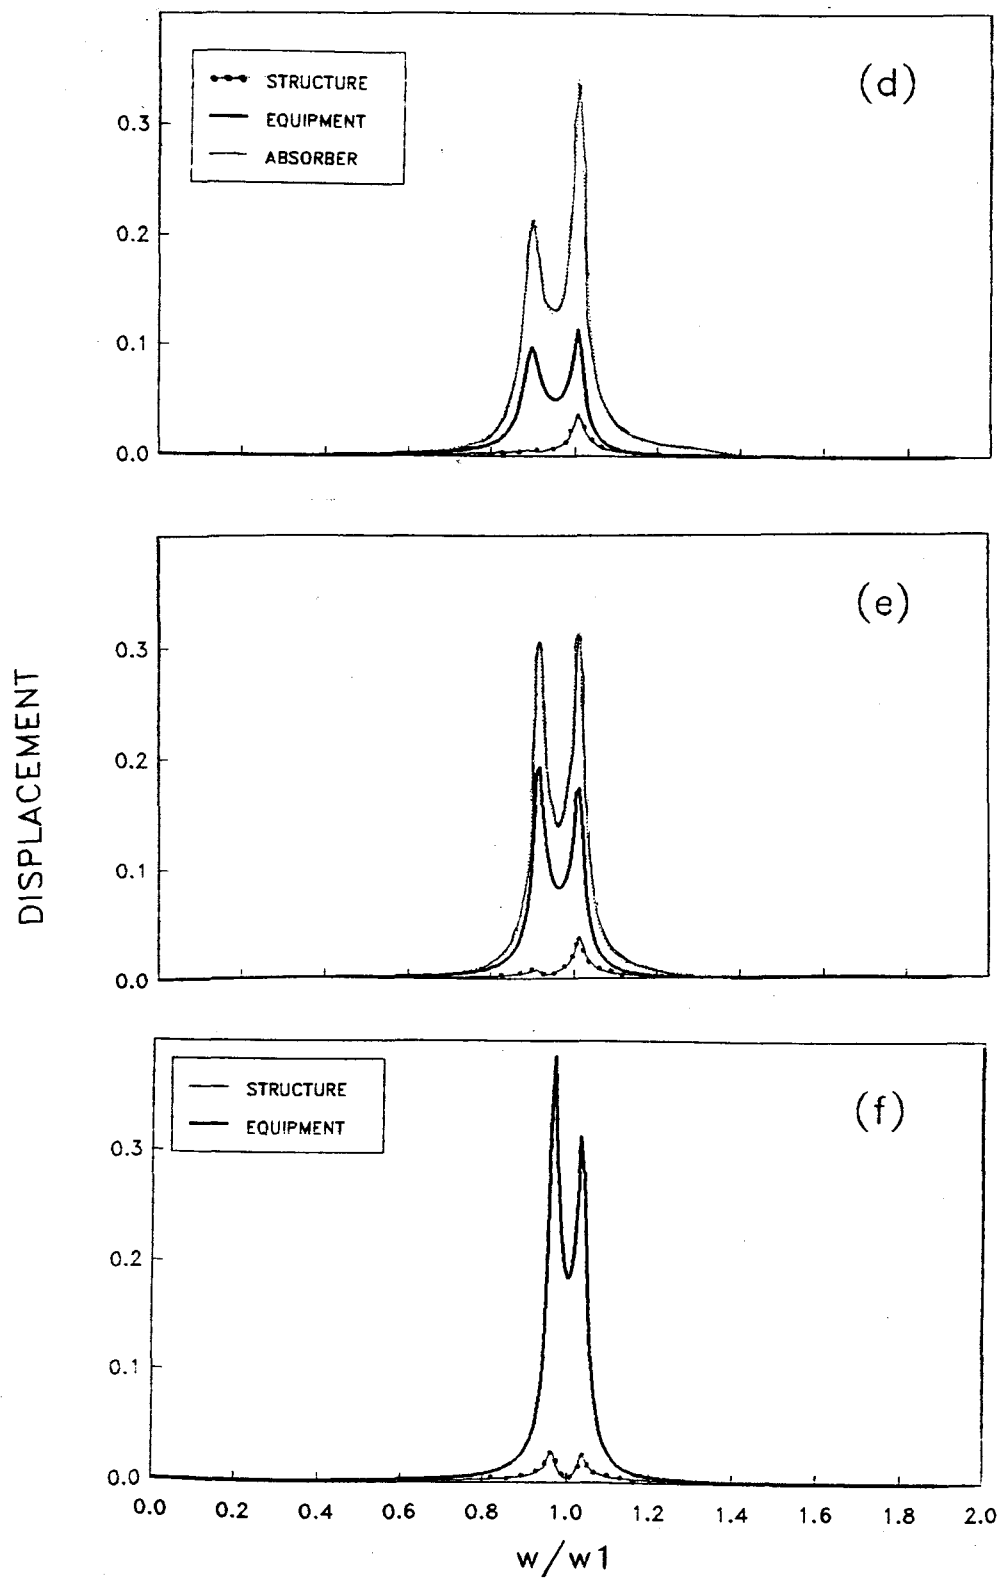 (d)
STRUCTURE
EQUIPMENT
ABSORBER
0.3
0.2
0.1
0.0
(e)
0.3
0.2
0.1
0.0
DISPLACEMENT
(f)
STRUCTURE
EQUIPMENT
0.3
0.2
0.1
0.0
0.0 0.2 0.4 0.6 0.8 1.0 1.2 1.4 1.6 1.8 2.0
w/w1